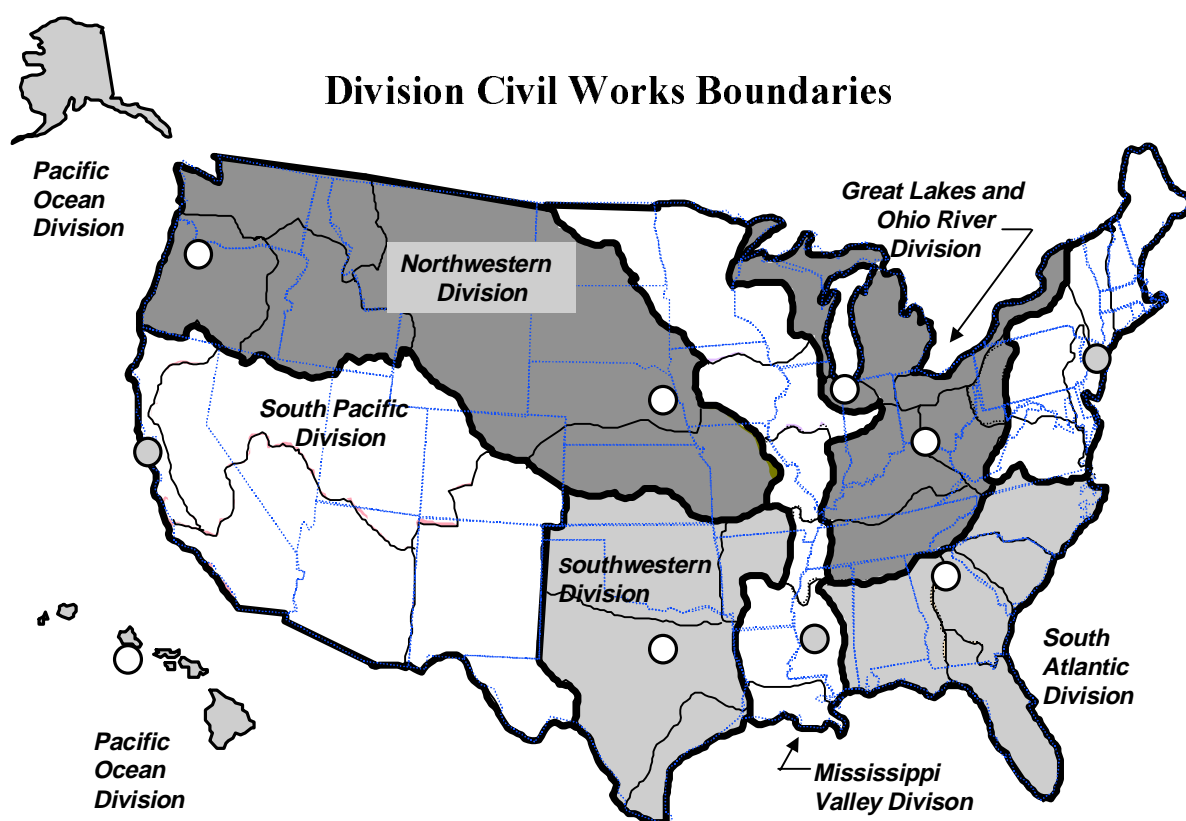 Division Civil Works Boundaries
Pacific
Ocean
Division
Great Lakes and
Ohio River
Division
Northwestern
Division
South Pacific
Division
Southwestern
Division
South
Atlantic
Division
Pacific
Ocean
Division
Mississippi
Valley Divison